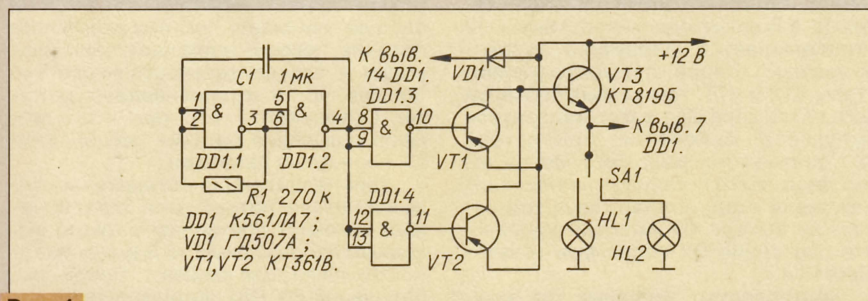 К ВЫВ.
14 DD1.
VD1
+12 В
C1
1 мк
VT3
КТ819Б
1
2
&
3
5
6
&
4
DD1.3
8
9
&
10
К ВЫВ. 7
DD1.
DD1.1
DD1.2
VT1
SA1
R1 270 к
DD1.4
DD1 К561ЛА7;
VD1 ГД507А;
VT1,VT2 КТ361В.
12
13
&
11
VT2
HL1
HL2